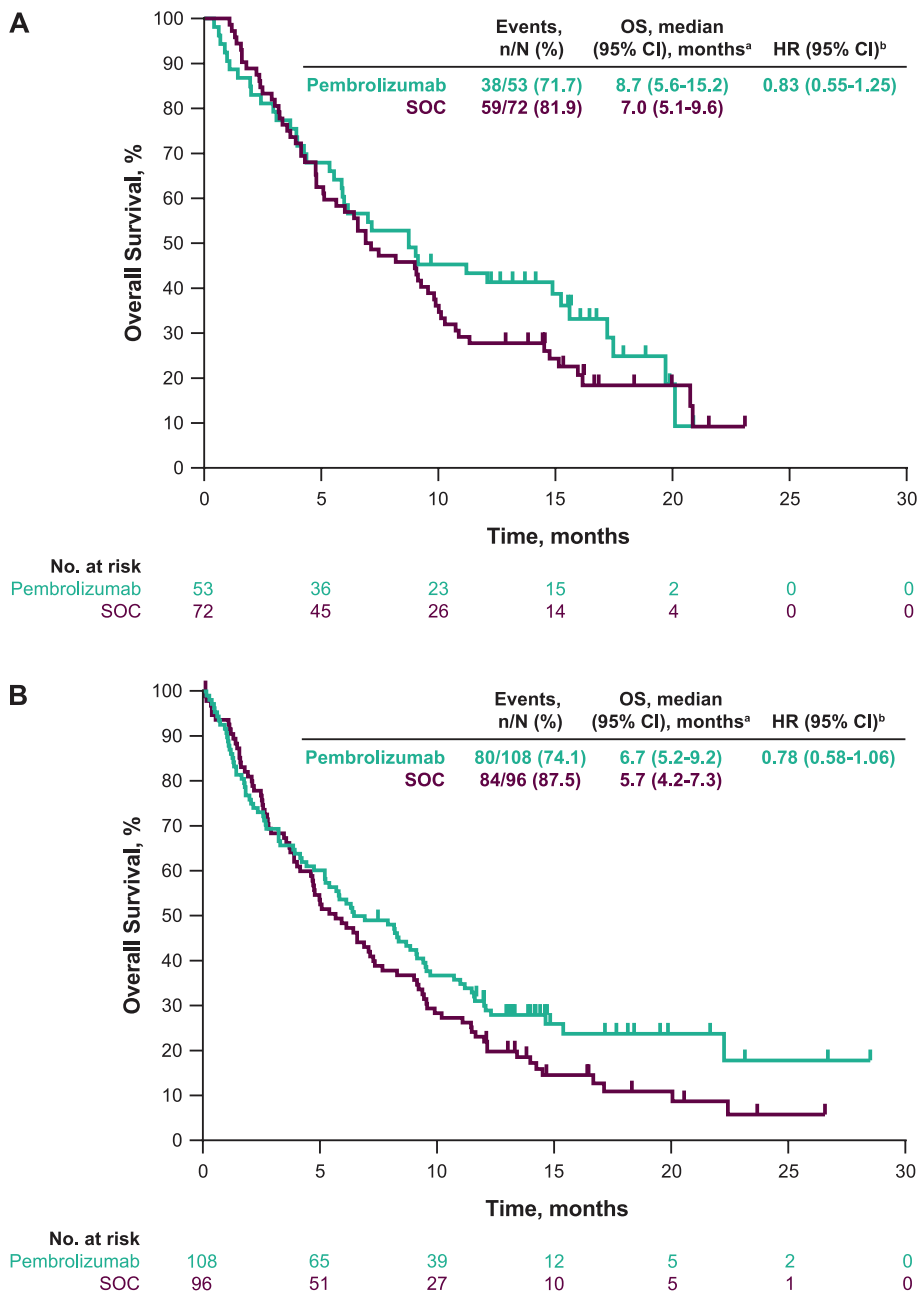 A
Events, OS, median
n/N (%) (95% CI), months^a HR (95% CI)^b
Pembrolizumab 38/53 (71.7) 8.7 (5.6-15.2) 0.83 (0.55-1.25)
SOC 59/72 (81.9) 7.0 (5.1-9.6)
Overall Survival, %
100
90
80
70
60
50
40
30
20
10
0
0 5 10 15 20 25 30
Time, months
No. at risk
Pembrolizumab 53 36 23 15 2 0 0
SOC 72 45 26 14 4 0 0
B
Events, OS, median
n/N (%) (95% CI), months^a HR (95% CI)^b
Pembrolizumab 80/108 (74.1) 6.7 (5.2-9.2) 0.78 (0.58-1.06)
SOC 84/96 (87.5) 5.7 (4.2-7.3)
Overall Survival, %
100
90
80
70
60
50
40
30
20
10
0
0 5 10 15 20 25 30
Time, months
No. at risk
Pembrolizumab 108 65 39 12 5 2 0
SOC 96 51 27 10 5 1 0